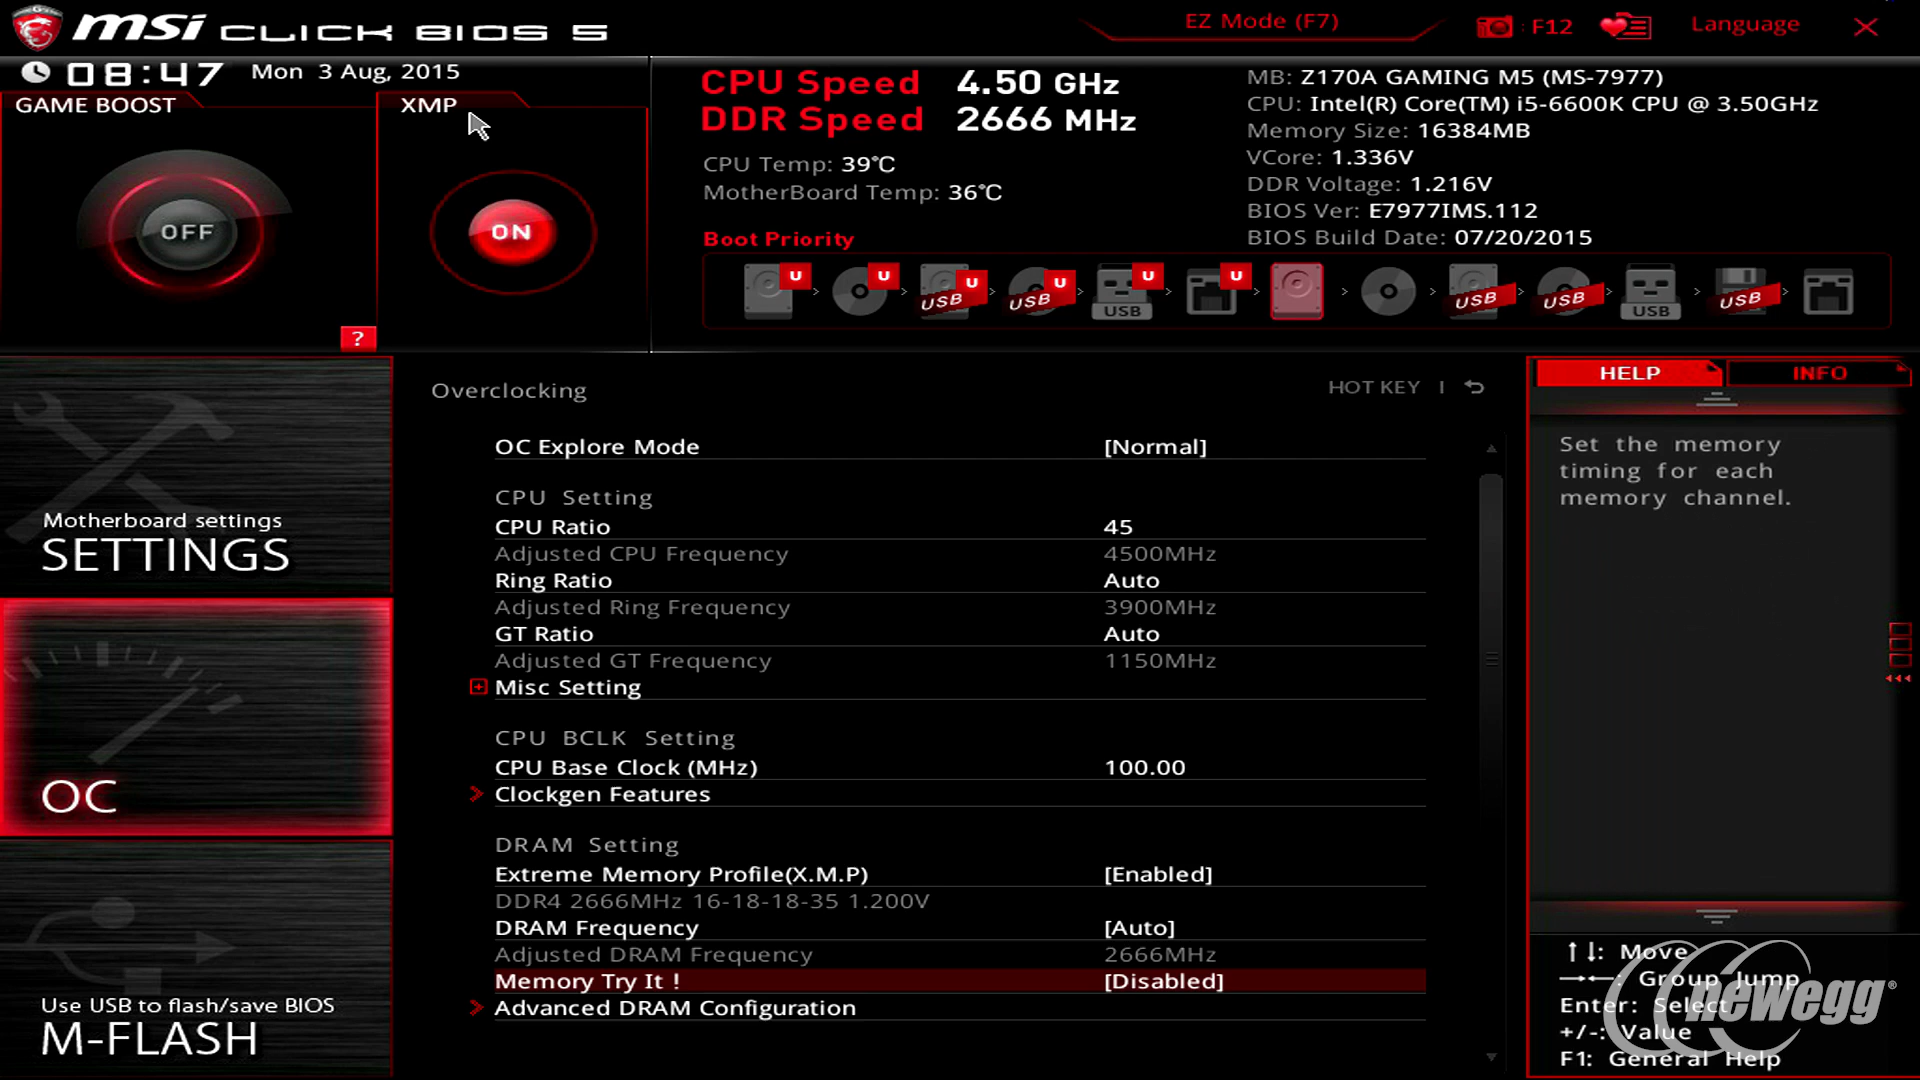 msi CLICK BIOS 5
EZ Mode (F7)
: F12
Language
08:47 Mon 3 Aug, 2015
GAME BOOST
XMP
OFF
ON
?
CPU Speed 4.50 GHz
DDR Speed 2666 MHz
CPU Temp: 39℃
MotherBoard Temp: 36℃
MB: Z170A GAMING M5 (MS-7977)
CPU: Intel(R) Core(TM) i5-6600K CPU @ 3.50GHz
Memory Size: 16384MB
VCore: 1.336V
DDR Voltage: 1.216V
BIOS Ver: E7977IMS.112
BIOS Build Date: 07/20/2015
Boot Priority
U U USB U USB U USB U U USB USB USB USB
Motherboard settings
SETTINGS
OC
Use USB to flash/save BIOS
M-FLASH
Overclocking
HOT KEY |
OC Explore Mode [Normal]
CPU Setting
CPU Ratio 45
Adjusted CPU Frequency 4500MHz
Ring Ratio Auto
Adjusted Ring Frequency 3900MHz
GT Ratio Auto
Adjusted GT Frequency 1150MHz
Misc Setting
CPU BCLK Setting
CPU Base Clock (MHz) 100.00
Clockgen Features
DRAM Setting
Extreme Memory Profile(X.M.P) [Enabled]
DDR4 2666MHz 16-18-18-35 1.200V
DRAM Frequency [Auto]
Adjusted DRAM Frequency 2666MHz
Memory Try It ! [Disabled]
Advanced DRAM Configuration
HELP
INFO
Set the memory
timing for each
memory channel.
↑↓: Move
→←: Group Jump
Enter: Select
+/-: Value
F1: General Help
newegg®